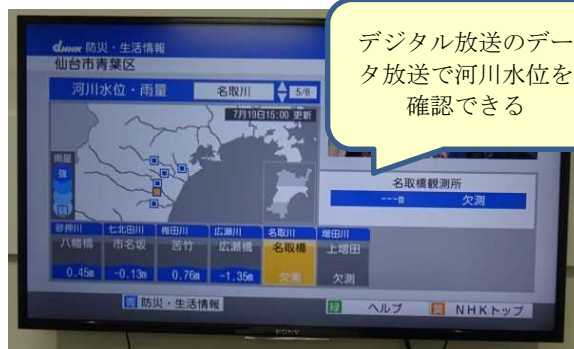 デジタル放送のデー
タ放送で河川水位を
確認できる
dNHK 防災・生活情報
仙台市青葉区
河川水位・雨量
名取川
5/6
7月19日15:00 更新
雨量
強
弱
名取橋観測所
---m 欠測
砂押川 七北田川 梅田川 広瀬川 名取川 増田川
八幡橋 市名坂 苦竹 広瀬橋 名取橋 上増田
0.45m -0.13m 0.76m -1.35m 欠測 欠測
青 防災・生活情報 緑 ヘルプ 黄 NHKトップ
SONY